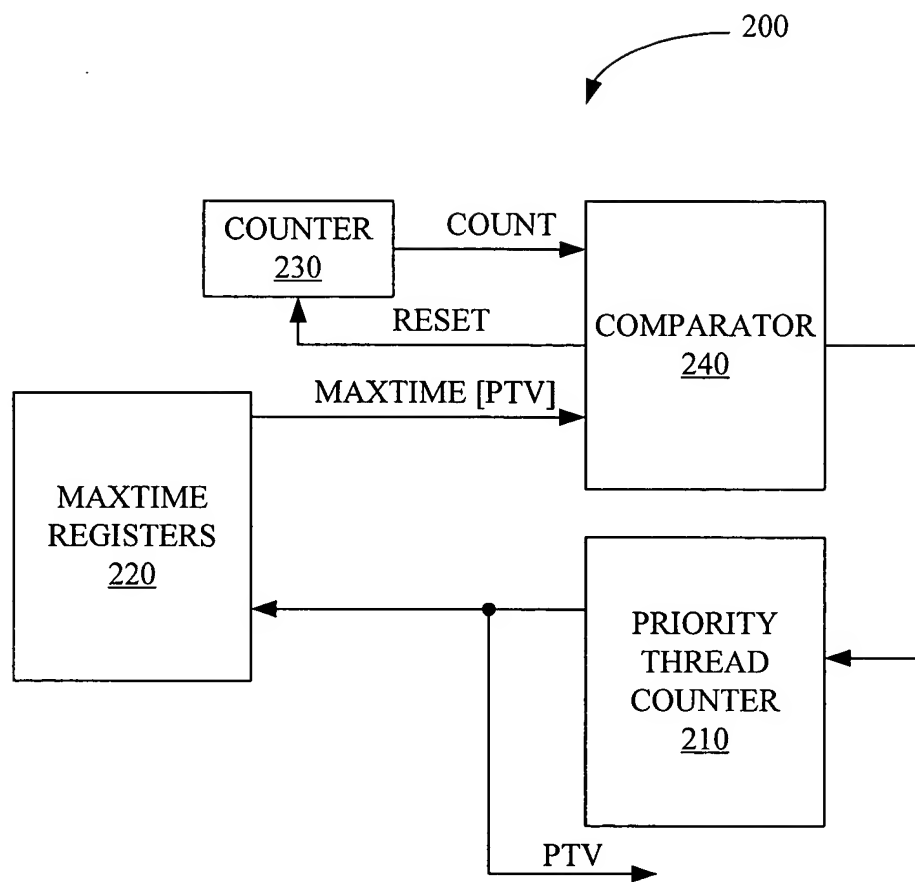 200
COUNTER
230
COUNT
RESET
COMPARATOR
240
MAXTIME [PTV]
MAXTIME
REGISTERS
220
PRIORITY
THREAD
COUNTER
210
PTV